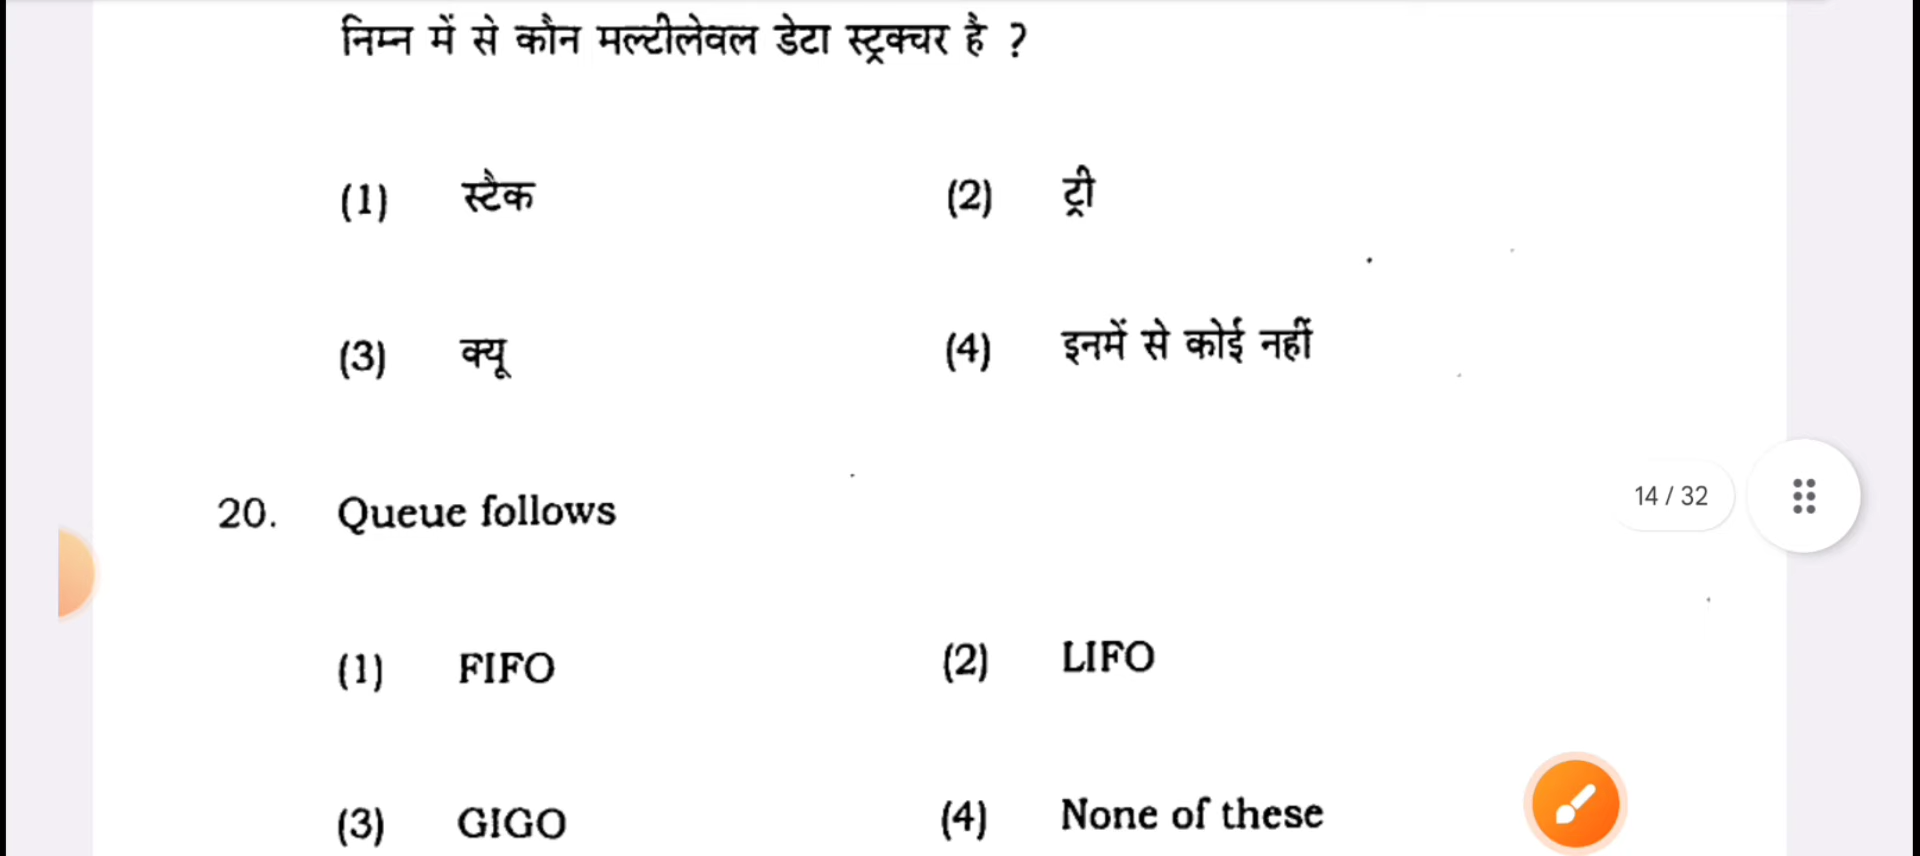 निम्न में से कौन मल्टीलेवल डेटा स्ट्रक्चर है ?
(1) स्टैक (2) ट्री
(3) क्यू (4) इनमें से कोई नहीं
20. Queue follows
14 / 32
(1) FIFO (2) LIFO
(3) GIGO (4) None of these